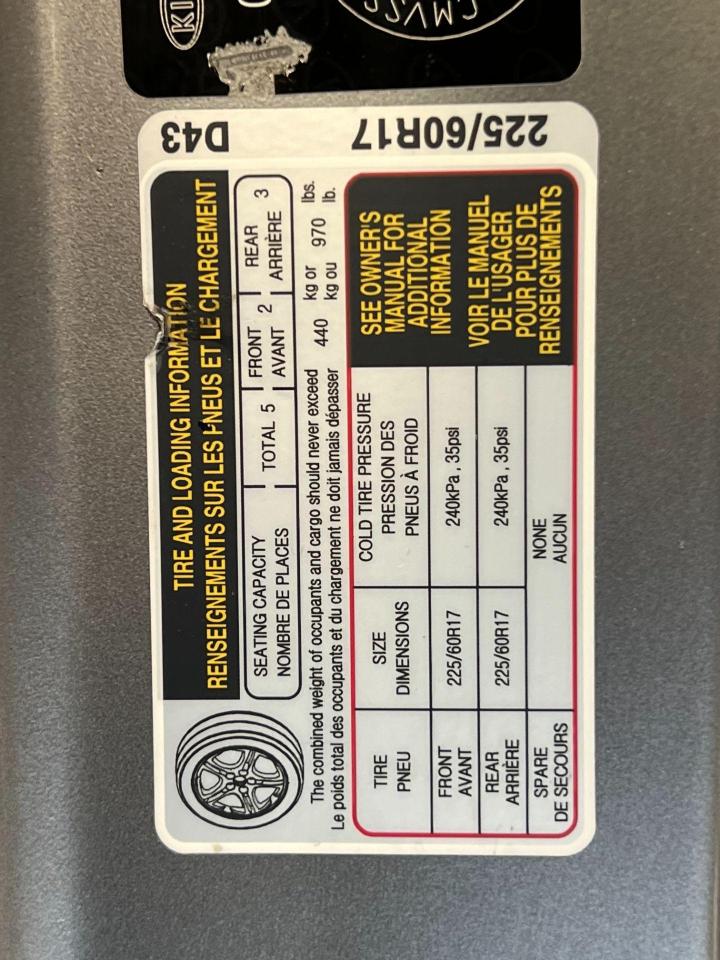 TIRE AND LOADING INFORMATION
RENSEIGNEMENTS SUR LES PNEUS ET LE CHARGEMENT
SEATING CAPACITY
NOMBRE DE PLACES
TOTAL 5
FRONT
AVANT
2
REAR
ARRIÈRE
3
The combined weight of occupants and cargo should never exceed 440 kg or 970 lbs.
Le poids total des occupants et du chargement ne doit jamais dépasser kg ou lb.
TIRE
PNEU
SIZE
DIMENSIONS
COLD TIRE PRESSURE
PRESSION DES
PNEUS À FROID
FRONT
AVANT
225/60R17
240kPa , 35psi
REAR
ARRIÈRE
225/60R17
240kPa , 35psi
SPARE
DE SECOURS
NONE
AUCUN
SEE OWNER'S
MANUAL FOR
ADDITIONAL
INFORMATION
VOIR LE MANUEL
DE L'USAGER
POUR PLUS DE
RENSEIGNEMENTS
225/60R17
D43